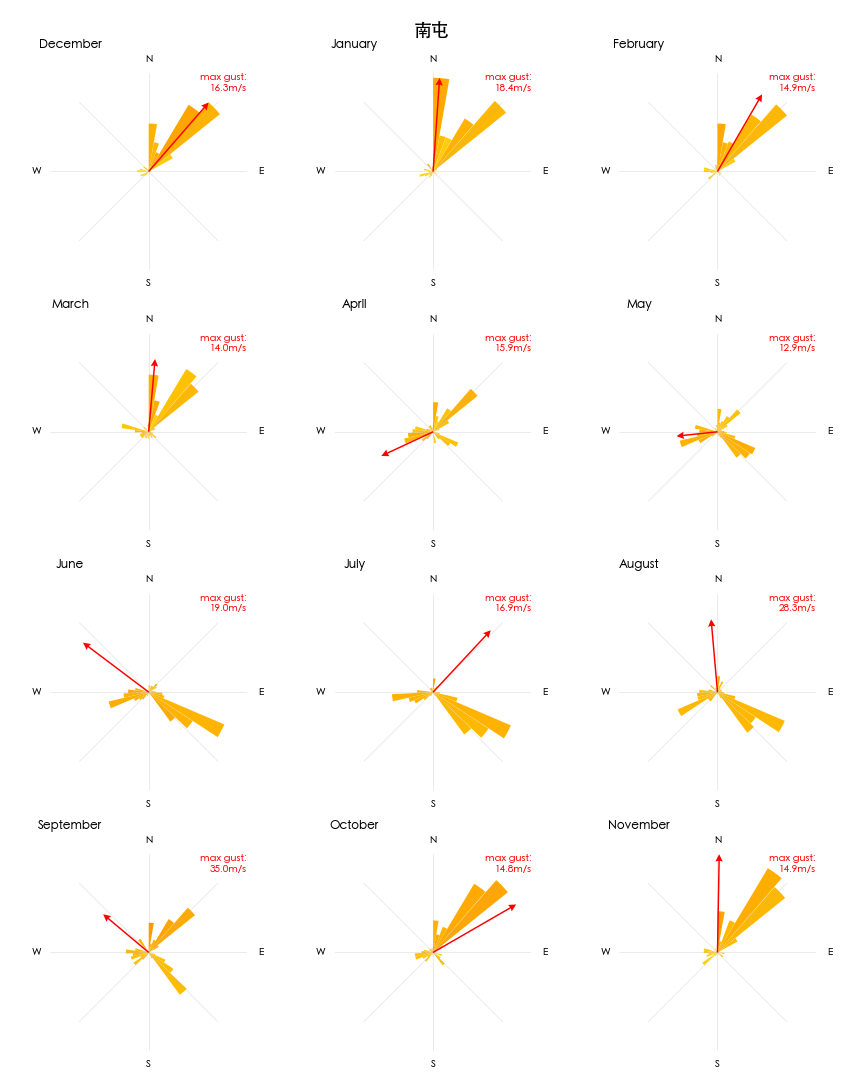 南屯
December
N
max gust:
16.3m/s
W
E
S
January
N
max gust:
18.4m/s
W
E
S
February
N
max gust:
14.9m/s
W
E
S
March
N
max gust:
14.0m/s
W
E
S
April
N
max gust:
15.9m/s
W
E
S
May
N
max gust:
12.9m/s
W
E
S
June
N
max gust:
19.0m/s
W
E
S
July
N
max gust:
16.9m/s
W
E
S
August
N
max gust:
28.3m/s
W
E
S
September
N
max gust:
35.0m/s
W
E
S
October
N
max gust:
14.8m/s
W
E
S
November
N
max gust:
14.9m/s
W
E
S